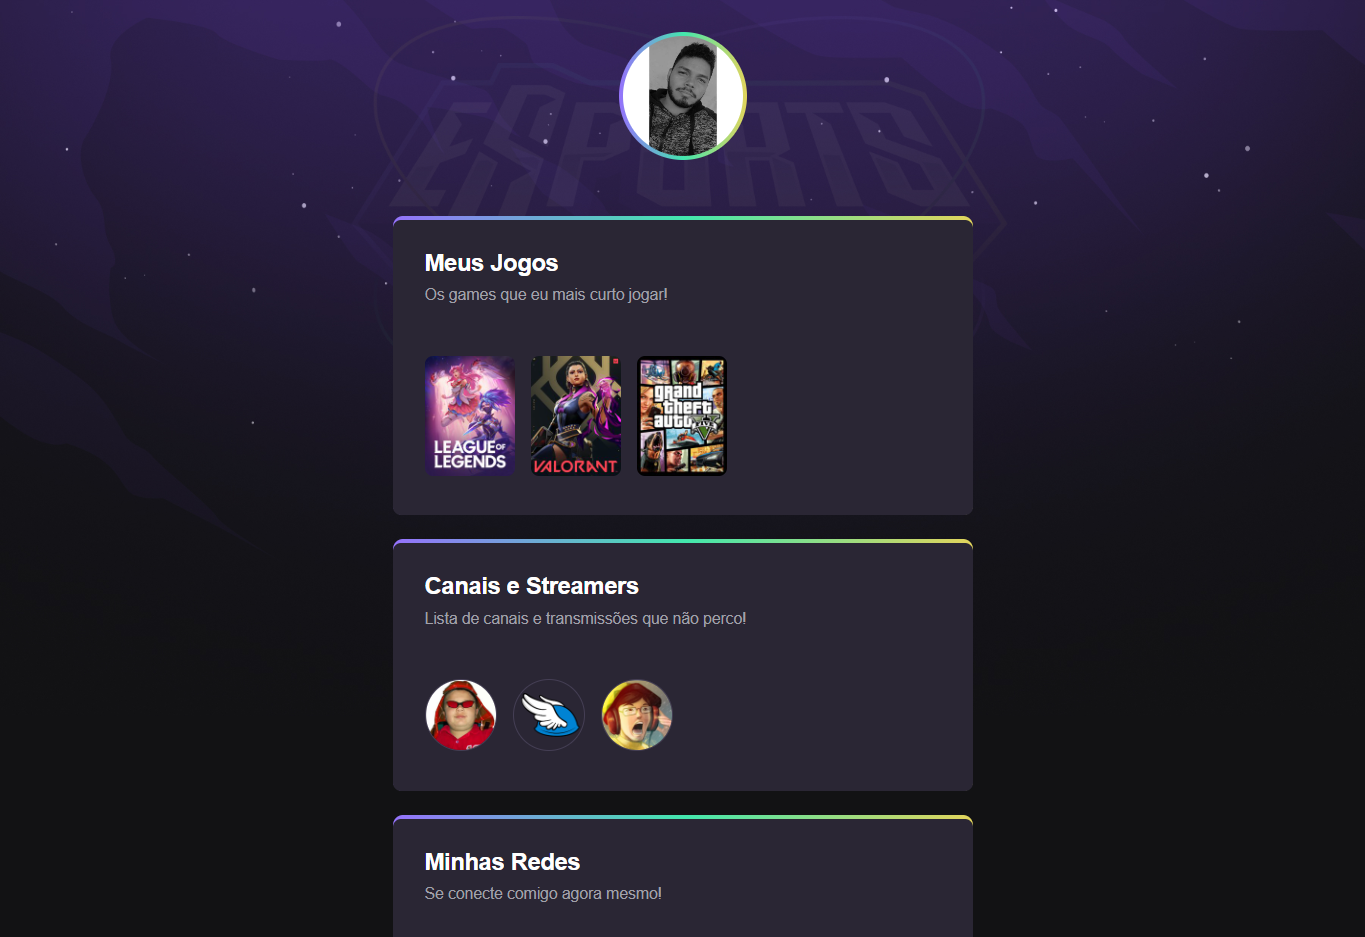 ESPORTS
Meus Jogos
Os games que eu mais curto jogar!
LEAGUE OF
LEGENDS
VALORANT
grand
theft
auto
FIVE
V
Canais e Streamers
Lista de canais e transmissões que não perco!
Minhas Redes
Se conecte comigo agora mesmo!